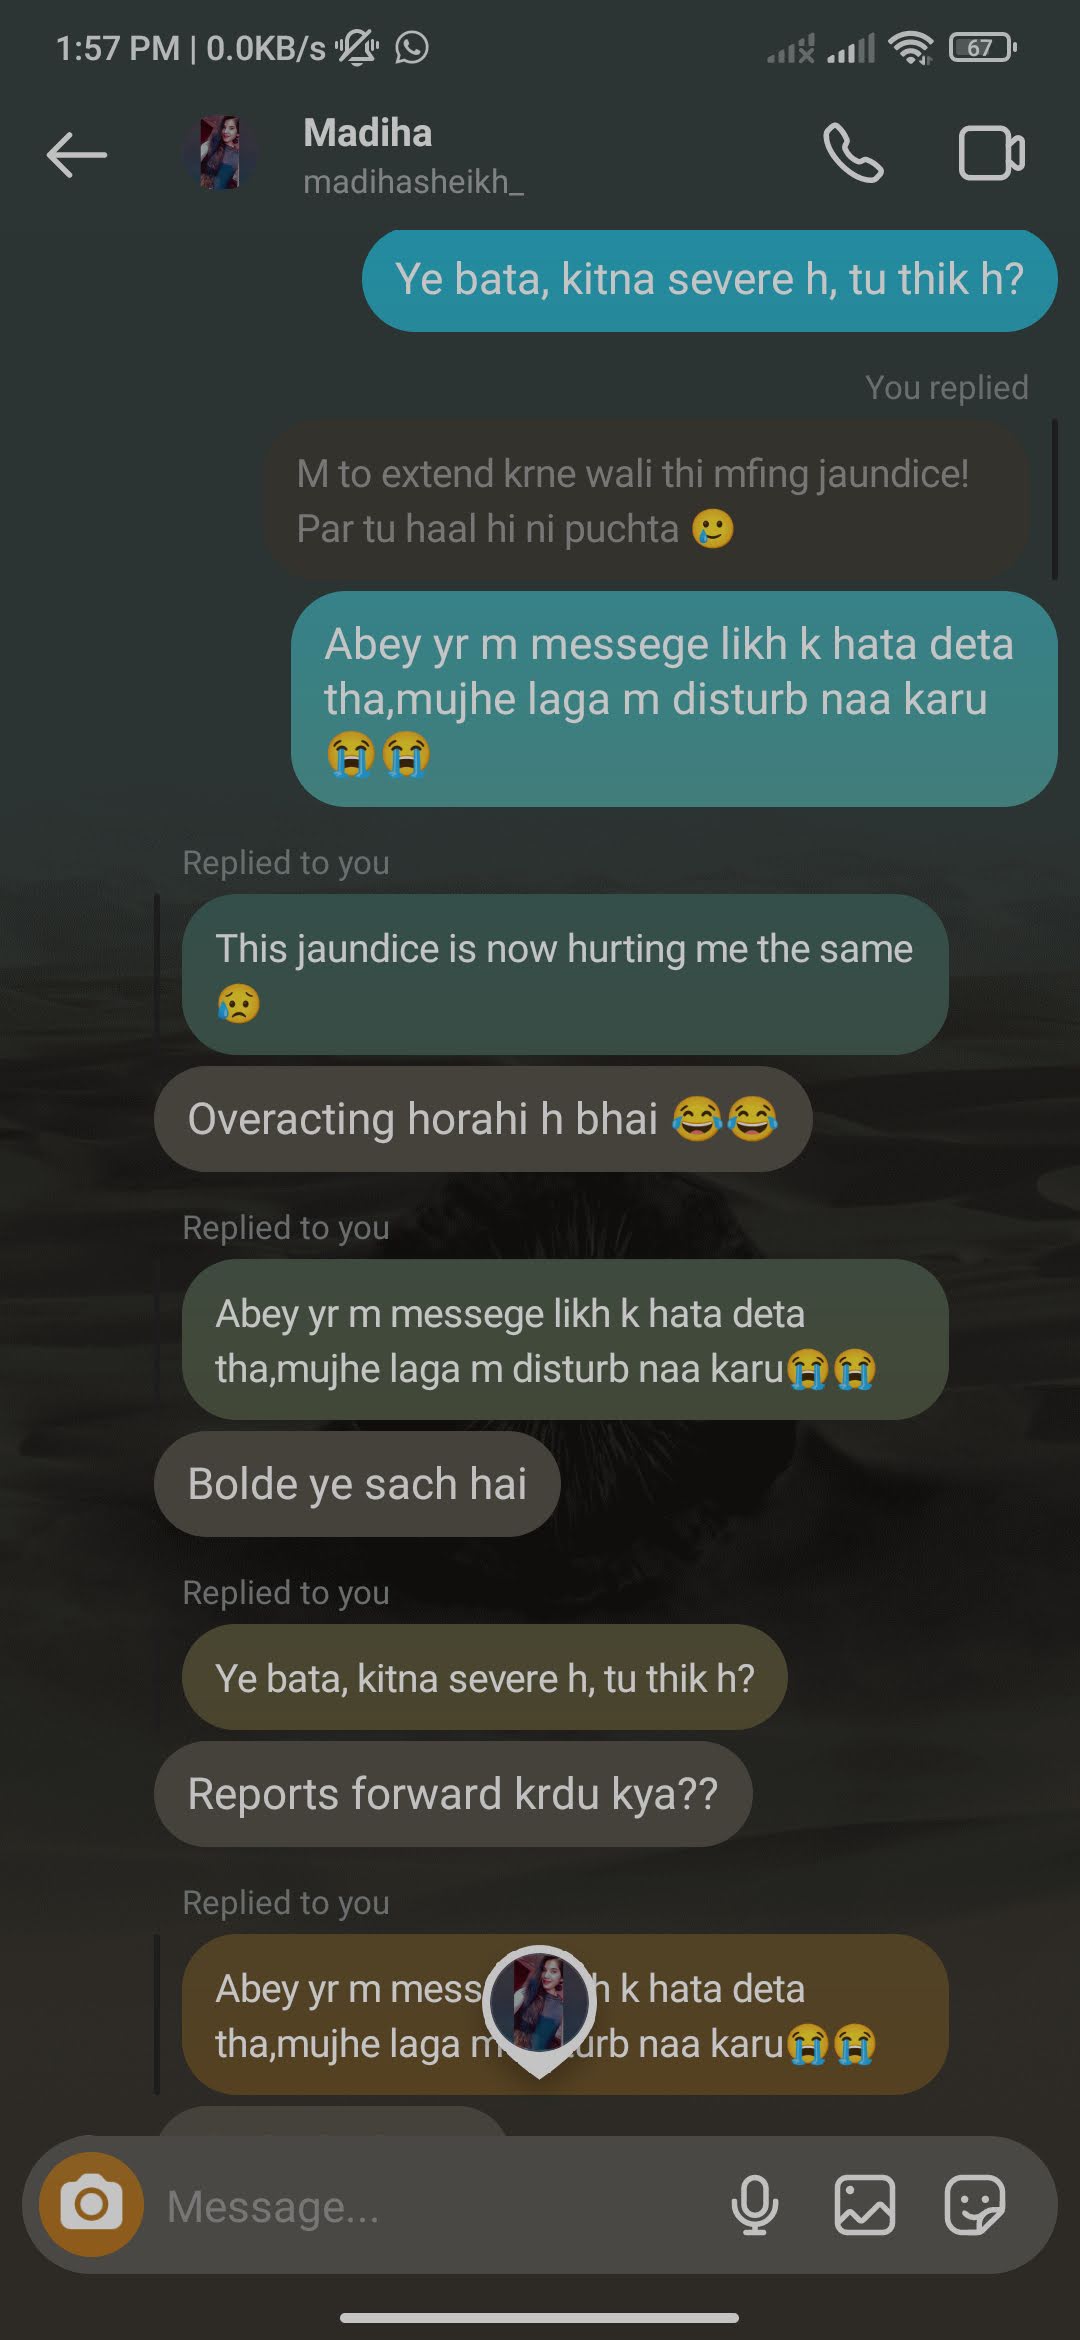 1:57 PM | 0.0KB/s
67
Madiha
madihasheikh_
Ye bata, kitna severe h, tu thik h?
You replied
M to extend krne wali thi mfing jaundice!
Par tu haal hi ni puchta 🥲
Abey yr m messege likh k hata deta
tha,mujhe laga m disturb naa karu
😭😭
Replied to you
This jaundice is now hurting me the same
😥
Overacting horahi h bhai 😂😂
Replied to you
Abey yr m messege likh k hata deta
tha,mujhe laga m disturb naa karu😭😭
Bolde ye sach hai
Replied to you
Ye bata, kitna severe h, tu thik h?
Reports forward krdu kya??
Replied to you
Abey yr m mess h k hata deta
tha,mujhe laga m urb naa karu😭😭
Message...